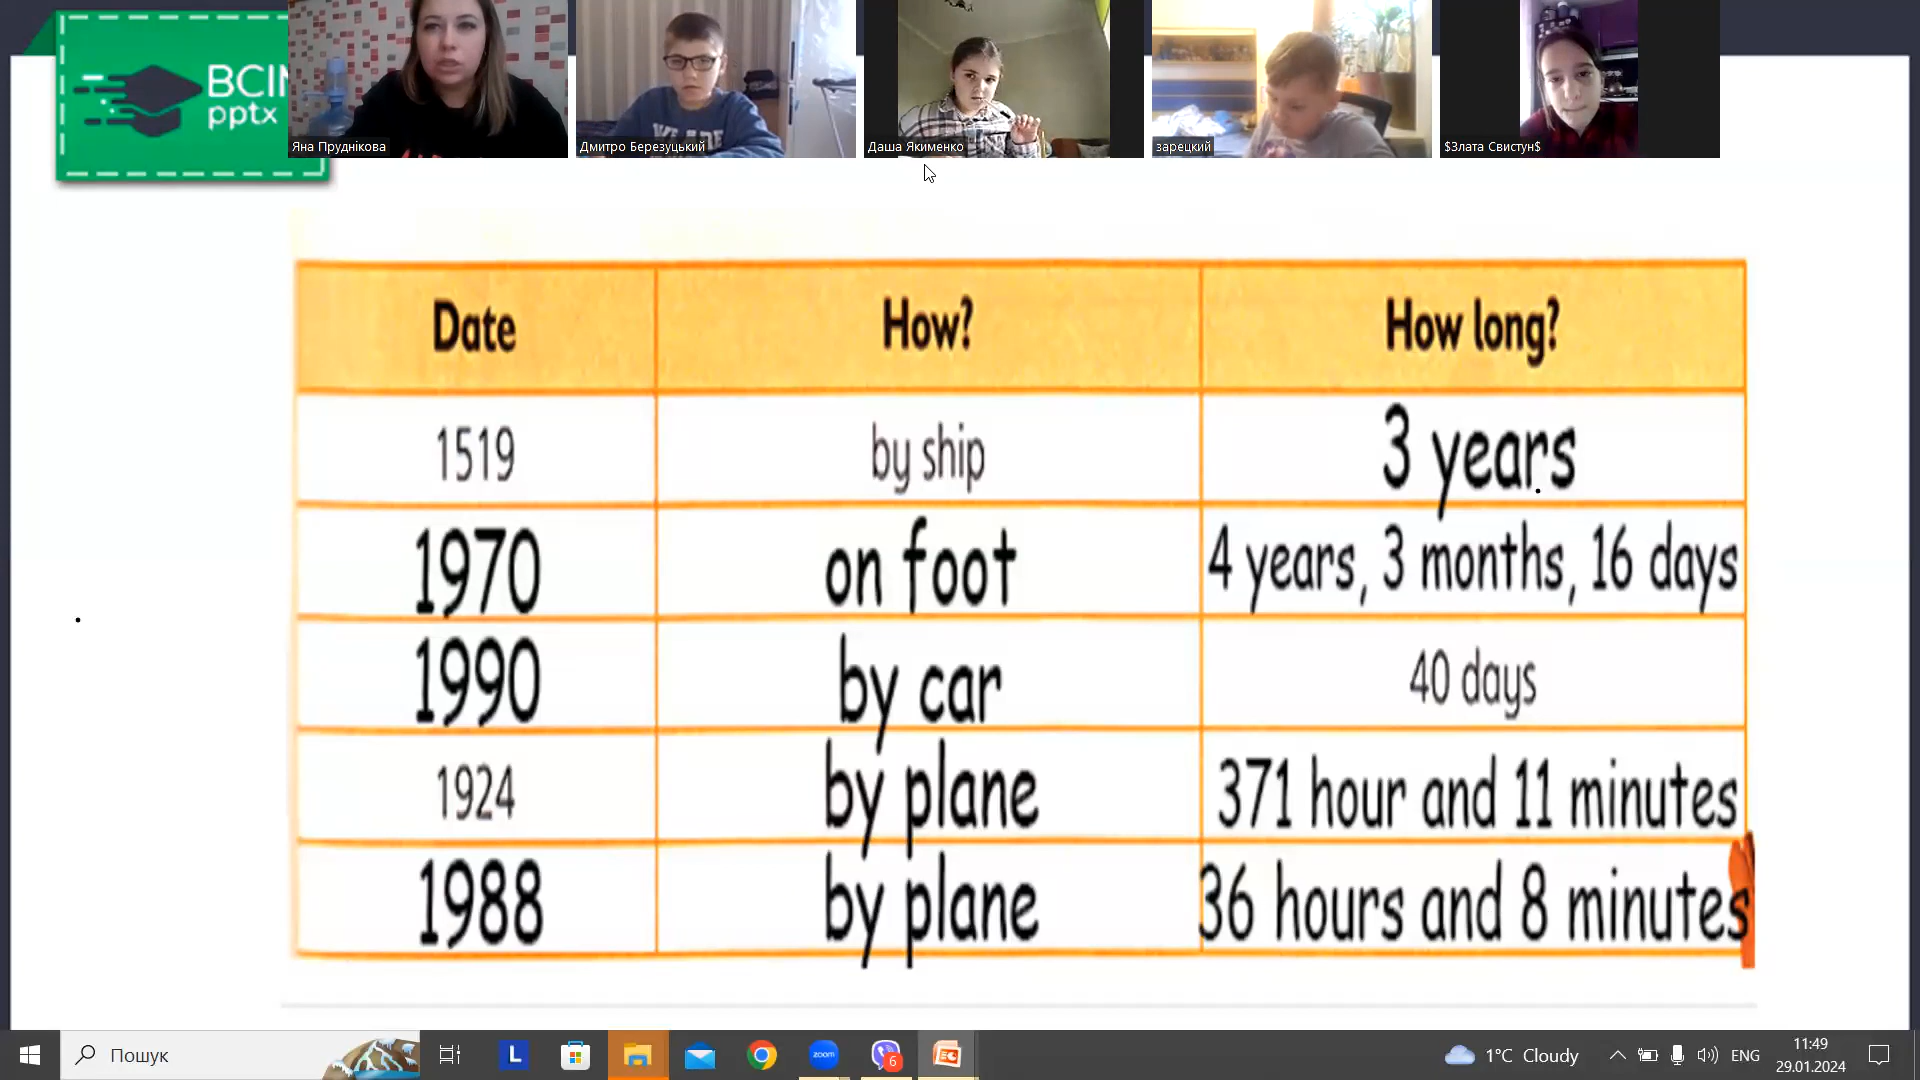 BCIM
pptx
Яна Пруднікова
Дмитро Березуцький
Даша Якименко
зарецкий
$Злата Свистун$
Date How? How long?
1519 by ship 3 years
1970 on foot 4 years, 3 months, 16 days
1990 by car 40 days
1924 by plane 371 hour and 11 minutes
1988 by plane 36 hours and 8 minutes
Пошук
L
zoom
6
1°C Cloudy
ENG
11:49
29.01.2024